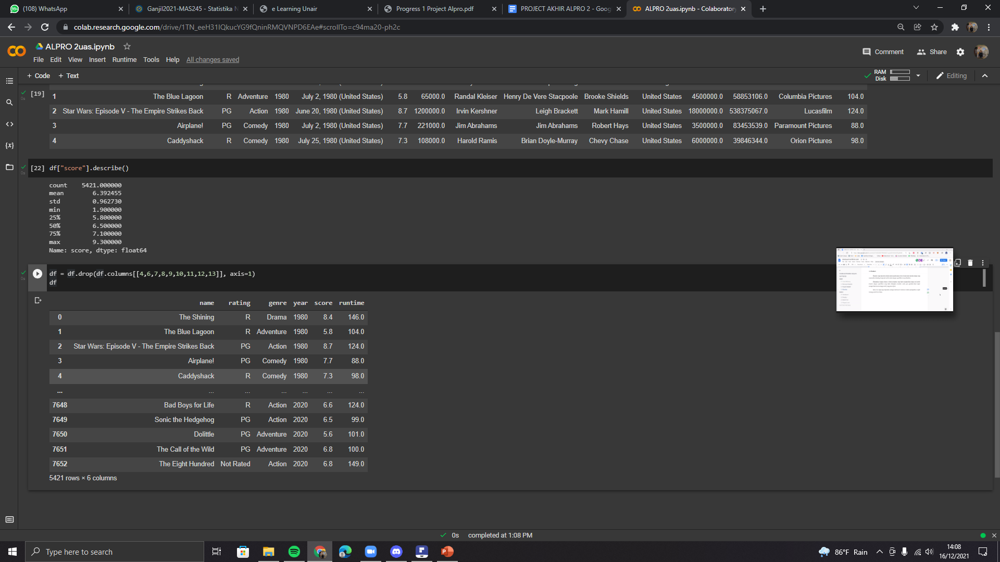 (108) WhatsApp
Ganjil2021-MAS245 - Statistika N
e Learning Unair
Progress 1 Project Alpro.pdf
PROJECT AKHIR ALPRO 2 - Goog
ALPRO 2uas.ipynb - Colaboratory
colab.research.google.com/drive/1TN_eeH31IQkucYG9fQninRMQVNPD6EAe#scrollTo=c94ma20-ph2c
ALPRO 2uas.ipynb
Comment Share
File Edit View Insert Runtime Tools Help All changes saved
+ Code + Text
RAM
Disk
Editing
[19]
1 The Blue Lagoon R Adventure 1980 July 2, 1980 (United States) 5.8 65000.0 Randal Kleiser Henry De Vere Stacpoole Brooke Shields United States 4500000.0 58853106.0 Columbia Pictures 104.0
2 Star Wars: Episode V - The Empire Strikes Back PG Action 1980 June 20, 1980 (United States) 8.7 1200000.0 Irvin Kershner Leigh Brackett Mark Hamill United States 18000000.0 538375067.0 Lucasfilm 124.0
3 Airplane! PG Comedy 1980 July 2, 1980 (United States) 7.7 221000.0 Jim Abrahams Jim Abrahams Robert Hays United States 3500000.0 83453539.0 Paramount Pictures 88.0
4 Caddyshack R Comedy 1980 July 25, 1980 (United States) 7.3 108000.0 Harold Ramis Brian Doyle-Murray Chevy Chase United States 6000000.0 39846344.0 Orion Pictures 98.0
0s
[22] df["score"].describe()
0s
count 5421.000000
mean 6.392455
std 0.962730
min 1.900000
25% 5.800000
50% 6.500000
75% 7.100000
max 9.300000
Name: score, dtype: float64
df = df.drop(df.columns[[4,6,7,8,9,10,11,12,13]], axis=1)
df
0s
name rating genre year score runtime
0 The Shining R Drama 1980 8.4 146.0
1 The Blue Lagoon R Adventure 1980 5.8 104.0
2 Star Wars: Episode V - The Empire Strikes Back PG Action 1980 8.7 124.0
3 Airplane! PG Comedy 1980 7.7 88.0
4 Caddyshack R Comedy 1980 7.3 98.0
... ... ... ... ... ... ...
7648 Bad Boys for Life R Action 2020 6.6 124.0
7649 Sonic the Hedgehog PG Action 2020 6.5 99.0
7650 Dolittle PG Adventure 2020 5.6 101.0
7651 The Call of the Wild PG Adventure 2020 6.8 100.0
7652 The Eight Hundred Not Rated Action 2020 6.8 149.0
5421 rows × 6 columns
0s completed at 1:08 PM
Type here to search
86°F Rain
14:08
16/12/2021